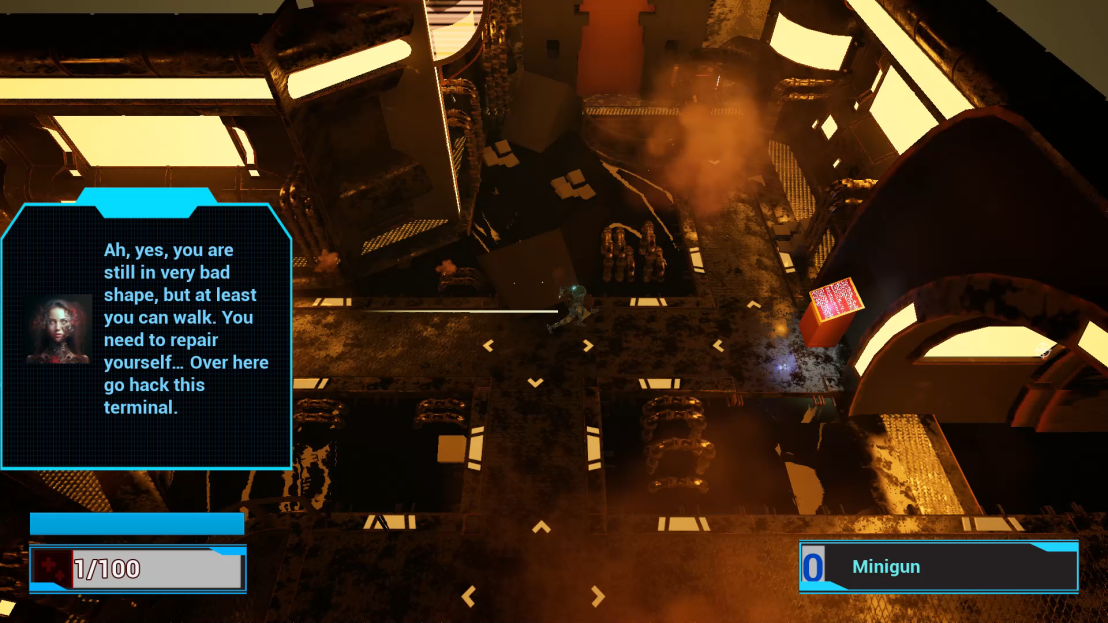 Ah, yes, you are
still in very bad
shape, but at least
you can walk. You
need to repair
yourself... Over here
go hack this
terminal.
1/100
0 Minigun